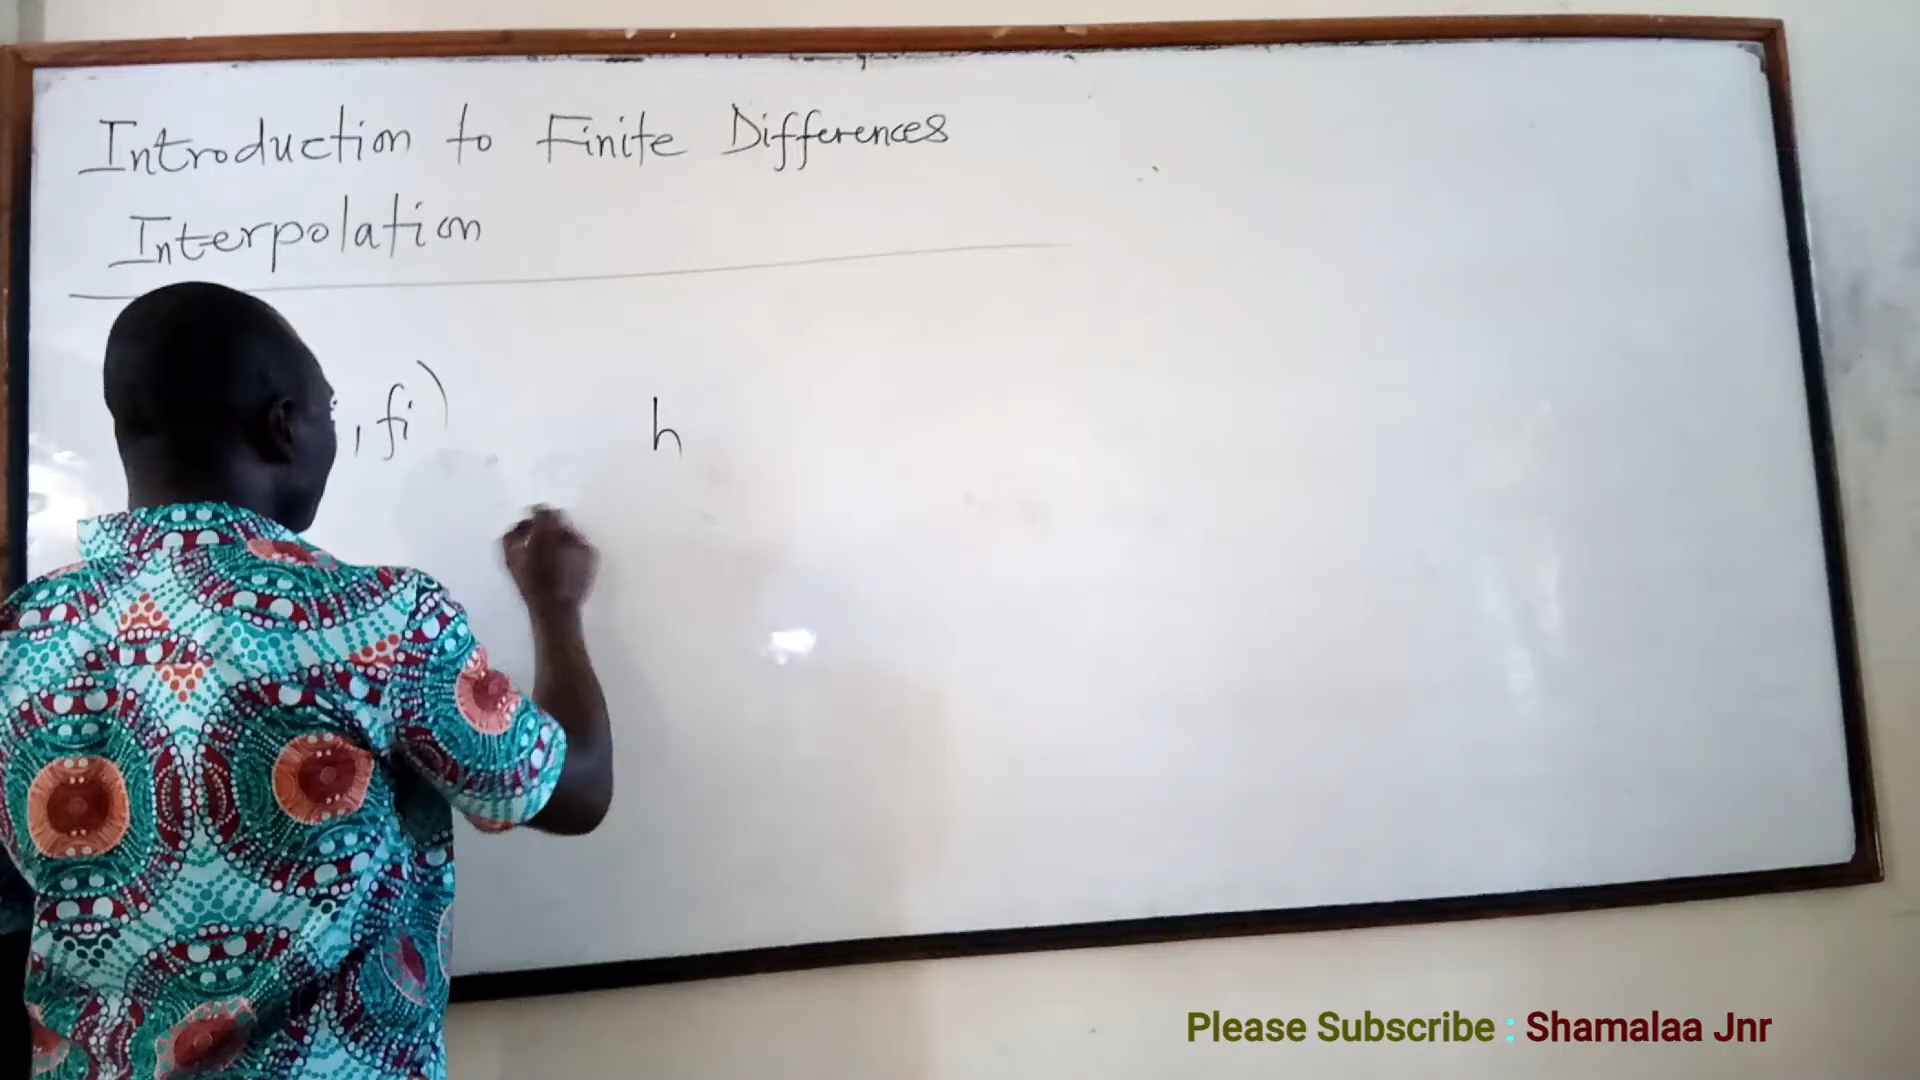 Introduction to Finite Differences
Interpolation
, fi) h
Please Subscribe : Shamalaa Jnr